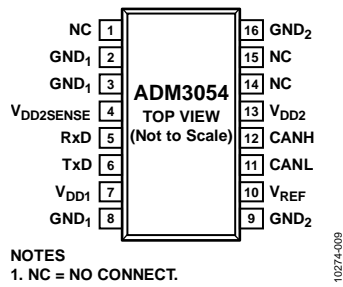 NC 1
GND1 2
GND1 3
VDD2SENSE 4
RxD 5
TxD 6
VDD1 7
GND1 8
ADM3054
TOP VIEW
(Not to Scale)
16 GND2
15 NC
14 NC
13 VDD2
12 CANH
11 CANL
10 VREF
9 GND2
NOTES
1. NC = NO CONNECT.
10274-009